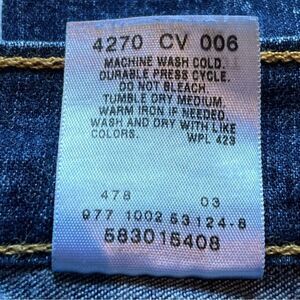 4270 CV 006
MACHINE WASH COLD.
DURABLE PRESS CYCLE.
DO NOT BLEACH.
TUMBLE DRY MEDIUM.
WARM IRON IF NEEDED.
WASH AND DRY WITH LIKE
COLORS. WPL 423
478 03
977 1002 53124-8
583015408